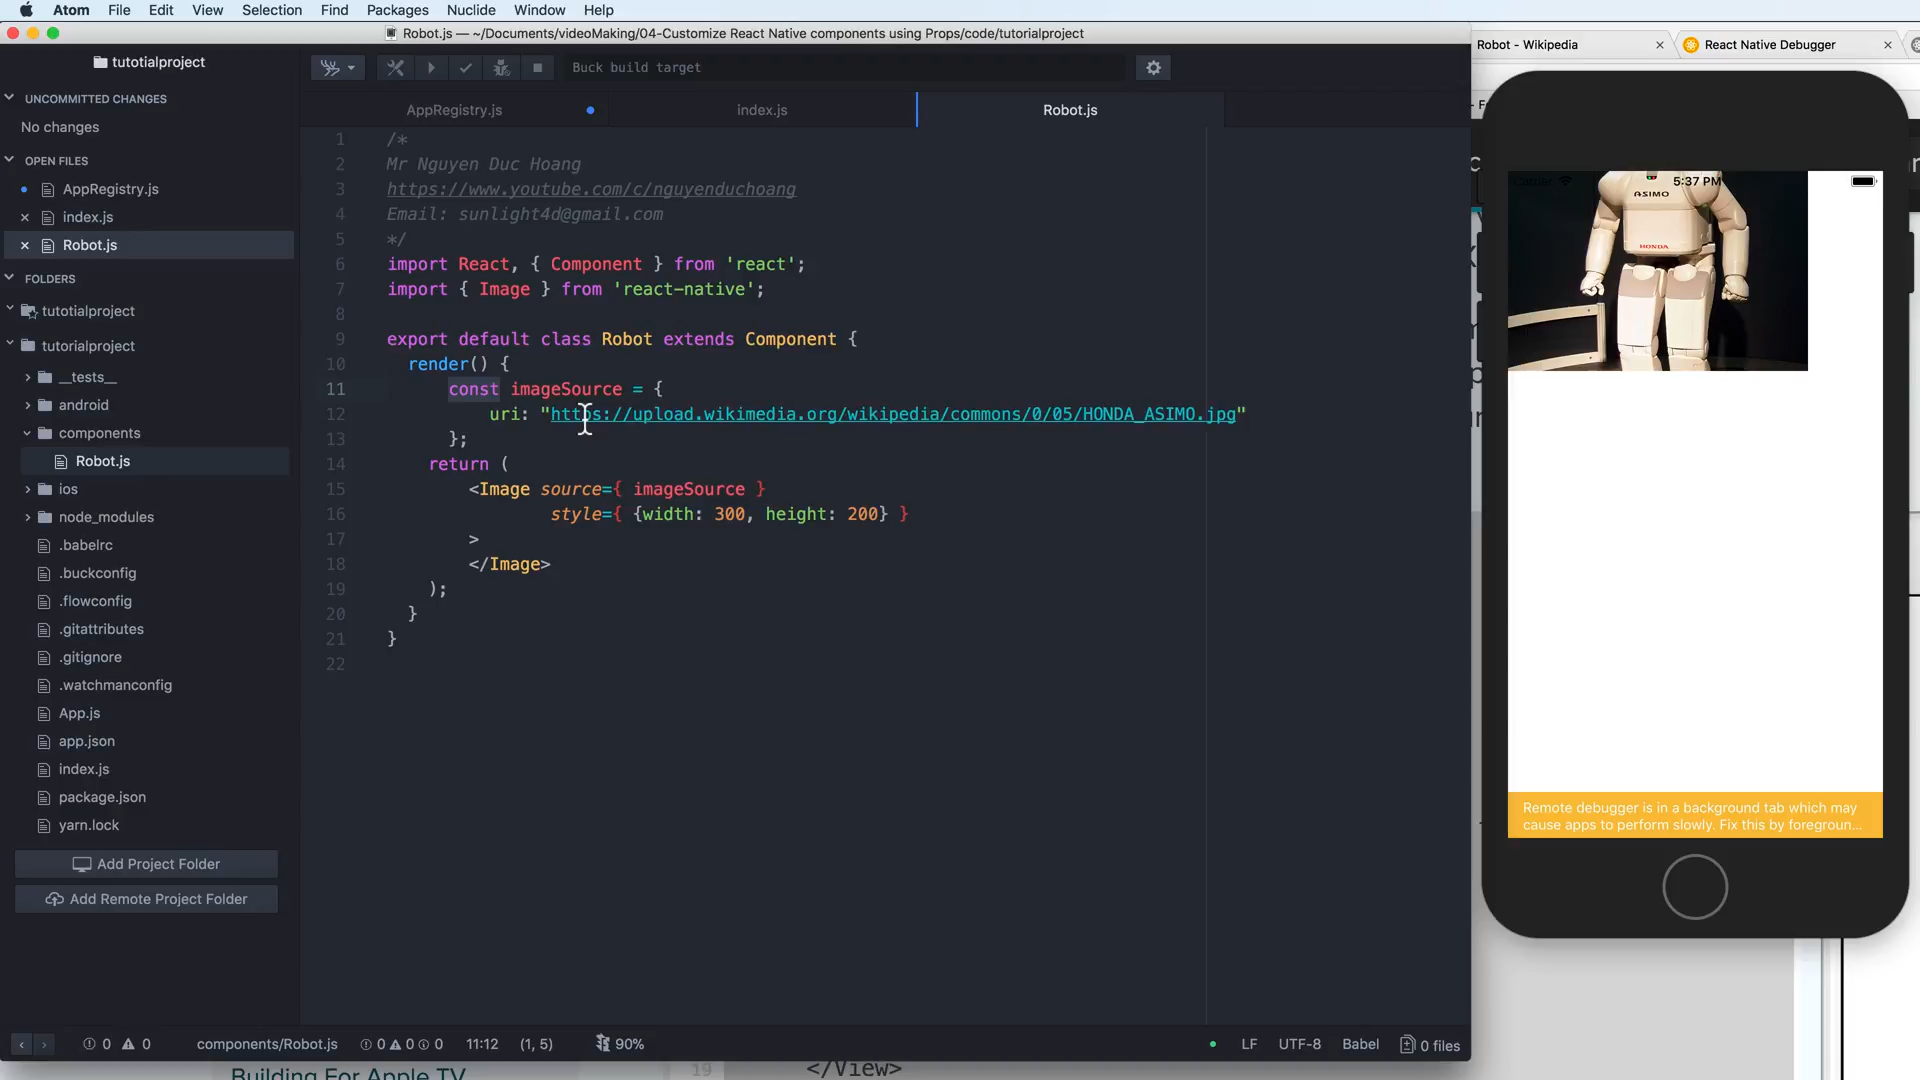 Atom File Edit View Selection Find Packages Nuclide Window Help
Robot.js — ~/Documents/videoMaking/04-Customize React Native components using Props/code/tutorialproject
tutotialproject
UNCOMMITTED CHANGES
No changes
OPEN FILES
AppRegistry.js
index.js
Robot.js
FOLDERS
tutotialproject
tutorialproject
__tests__
android
components
Robot.js
ios
node_modules
.babelrc
.buckconfig
.flowconfig
.gitattributes
.gitignore
.watchmanconfig
App.js
app.json
index.js
package.json
yarn.lock
Add Project Folder
Add Remote Project Folder
Buck build target
AppRegistry.js index.js Robot.js
1 /*
2 Mr Nguyen Duc Hoang
3 https://www.youtube.com/c/nguyenduchoang
4 Email: sunlight4d@gmail.com
5 */
6 import React, { Component } from 'react';
7 import { Image } from 'react-native';
8
9 export default class Robot extends Component {
10 render() {
11 const imageSource = {
12 uri: "https://upload.wikimedia.org/wikipedia/commons/0/05/HONDA_ASIMO.jpg"
13 };
14 return (
15 <Image source={ imageSource }
16 style={ {width: 300, height: 200} }
17 >
18 </Image>
19 );
20 }
21 }
22
0 0 components/Robot.js 0 0 0 11:12 (1, 5) 90% LF UTF-8 Babel 0 files
Robot - Wikipedia
React Native Debugger
Carrier 5:37 PM
ASIMO
HONDA
Remote debugger is in a background tab which may
cause apps to perform slowly. Fix this by foregroun...
Building For Apple TV
19 </View>